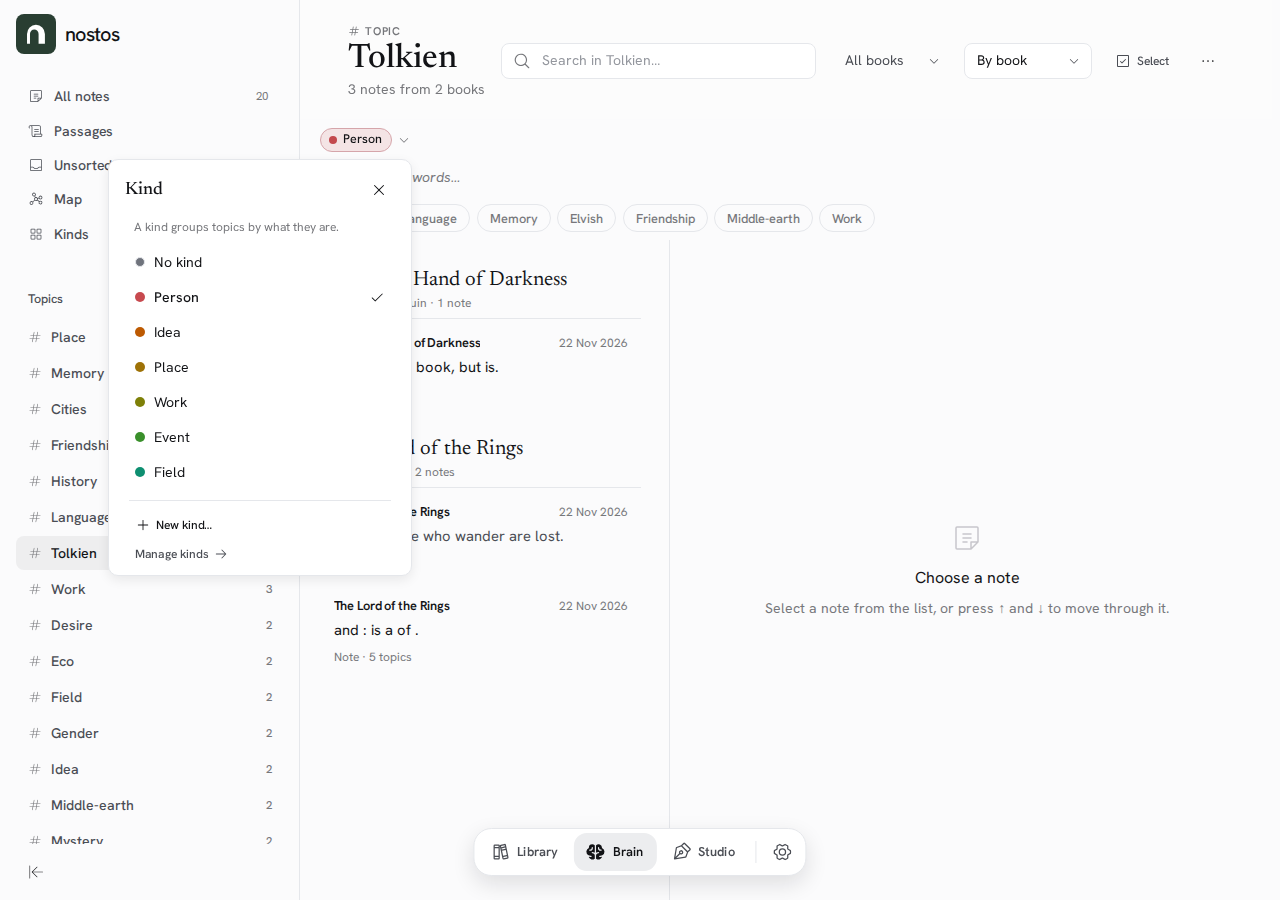 nostos
All notes 20
Passages
Unsorted
Map
Kinds
Topics
# Place
# Memory
# Cities
# Friendshi
# History
# Language
# Tolkien
# Work 3
# Desire 2
# Eco 2
# Field 2
# Gender 2
# Idea 2
# Middle-earth 2
# Mystery 2
# TOPIC
Tolkien
3 notes from 2 books
Search in Tolkien...
All books
By book
Select
Person
Kind
A kind groups topics by what they are.
No kind
Person
Idea
Place
Work
Event
Field
New kind...
Manage kinds
words...
anguage Memory Elvish Friendship Middle-earth Work
Hand of Darkness
uin · 1 note
of Darkness 22 Nov 2026
book, but is.
of the Rings
2 notes
e Rings 22 Nov 2026
e who wander are lost.
The Lord of the Rings 22 Nov 2026
and : is a of .
Note · 5 topics
Choose a note
Select a note from the list, or press ↑ and ↓ to move through it.
Library
Brain
Studio